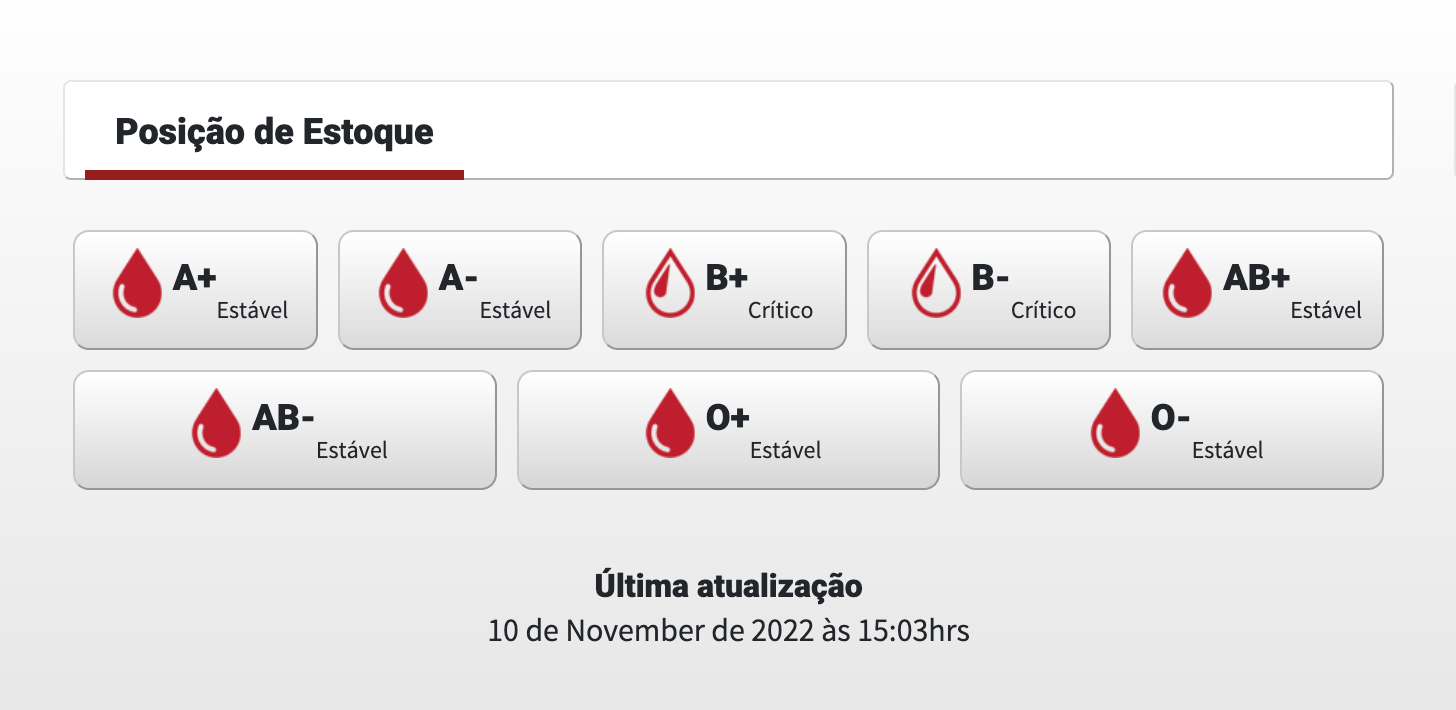 Posição de Estoque
A+
Estável
A-
Estável
B+
Crítico
B-
Crítico
AB+
Estável
AB-
Estável
O+
Estável
O-
Estável
Última atualização
10 de November de 2022 às 15:03hrs